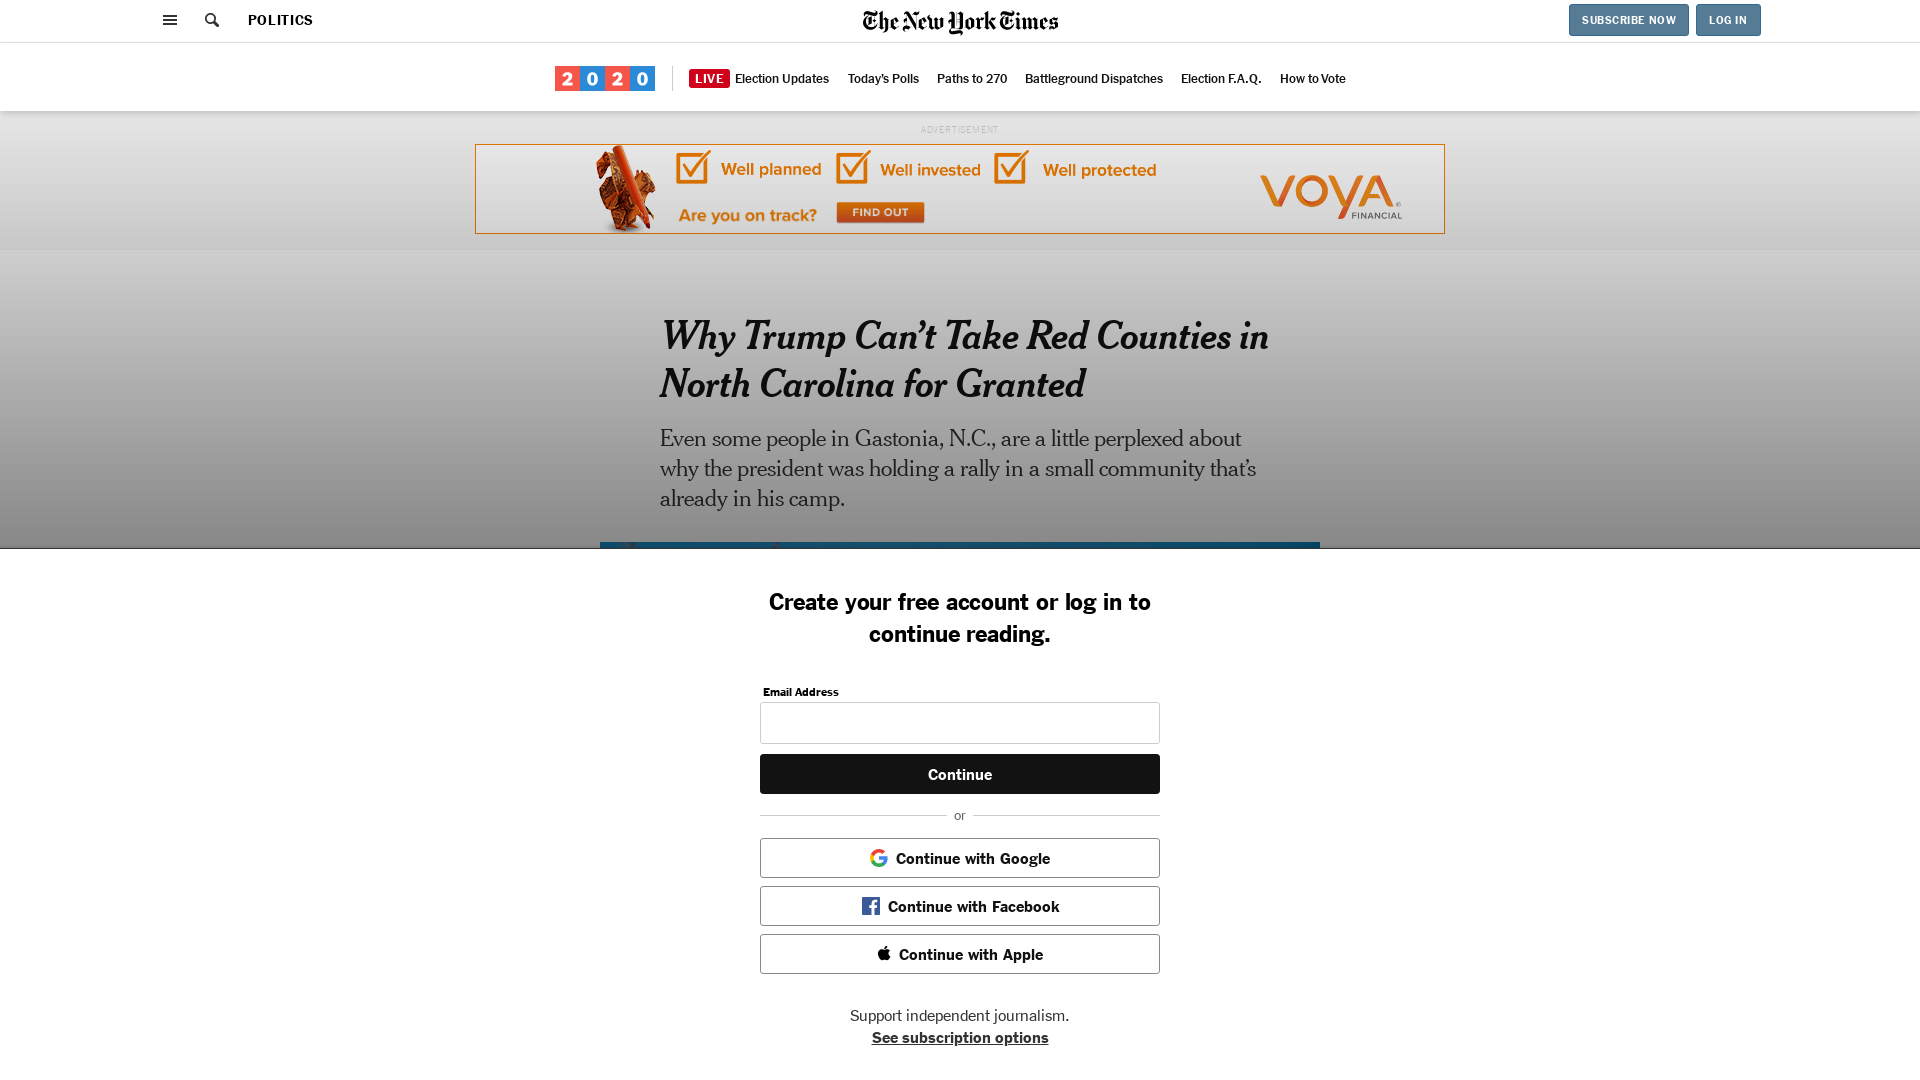 POLITICS
The New York Times
SUBSCRIBE NOW
LOG IN
2020
LIVE Election Updates Today's Polls Paths to 270 Battleground Dispatches Election F.A.Q. How to Vote
ADVERTISEMENT
Well planned Well invested Well protected
Are you on track? FIND OUT
VOYA
FINANCIAL
Why Trump Can’t Take Red Counties in
North Carolina for Granted
Even some people in Gastonia, N.C., are a little perplexed about
why the president was holding a rally in a small community that’s
already in his camp.
Create your free account or log in to
continue reading.
Email Address
Continue
or
Continue with Google
Continue with Facebook
Continue with Apple
Support independent journalism.
See subscription options